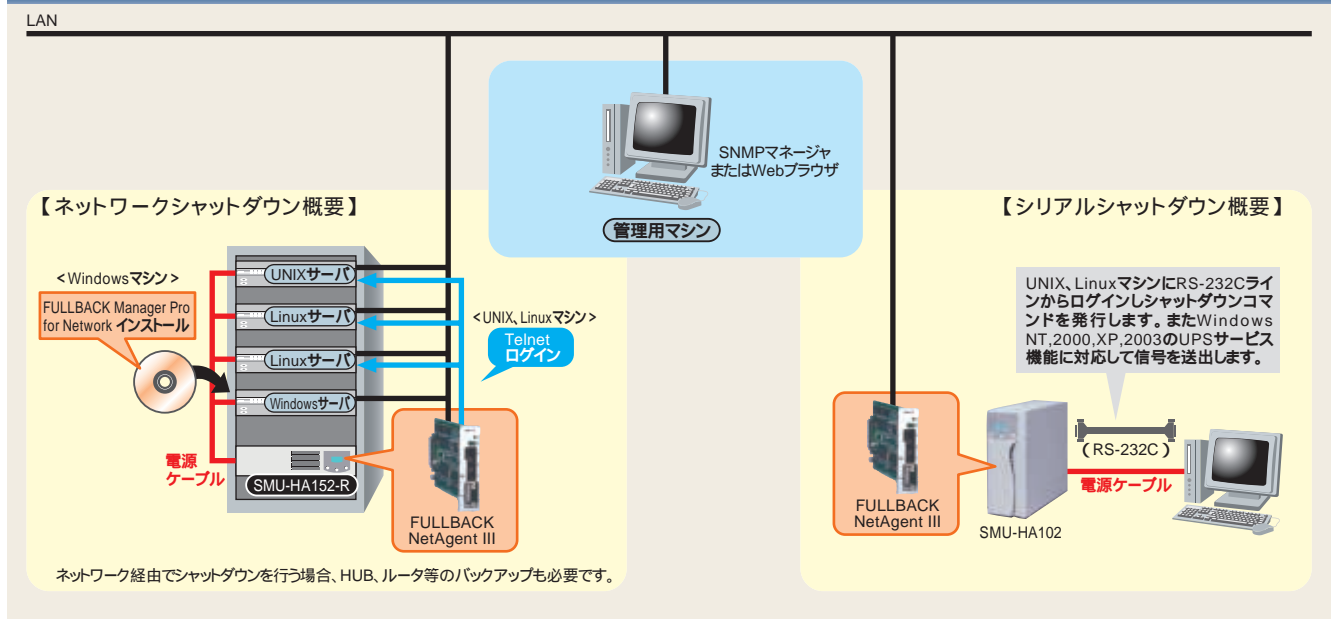 LAN
SNMPマネージャ
またはWebブラウザ
管理用マシン
【ネットワークシャットダウン概要】
<Windowsマシン>
FULLBACK Manager Pro
for Network インストール
UNIXサーバ
Linuxサーバ
Linuxサーバ
Windowsサーバ
電源
ケーブル
SMU-HA152-R
<UNIX、Linuxマシン>
Telnet
ログイン
FULLBACK
NetAgent III
ネットワーク経由でシャットダウンを行う場合、HUB、ルータ等のバックアップも必要です。
【シリアルシャットダウン概要】
UNIX、LinuxマシンにRS-232Cライ
ンからログインしシャットダウンコマ
ンドを発行します。またWindows
NT,2000,XP,2003のUPSサービス
機能に対応して信号を送出します。
FULLBACK
NetAgent III
SMU-HA102
(RS-232C)
電源ケーブル